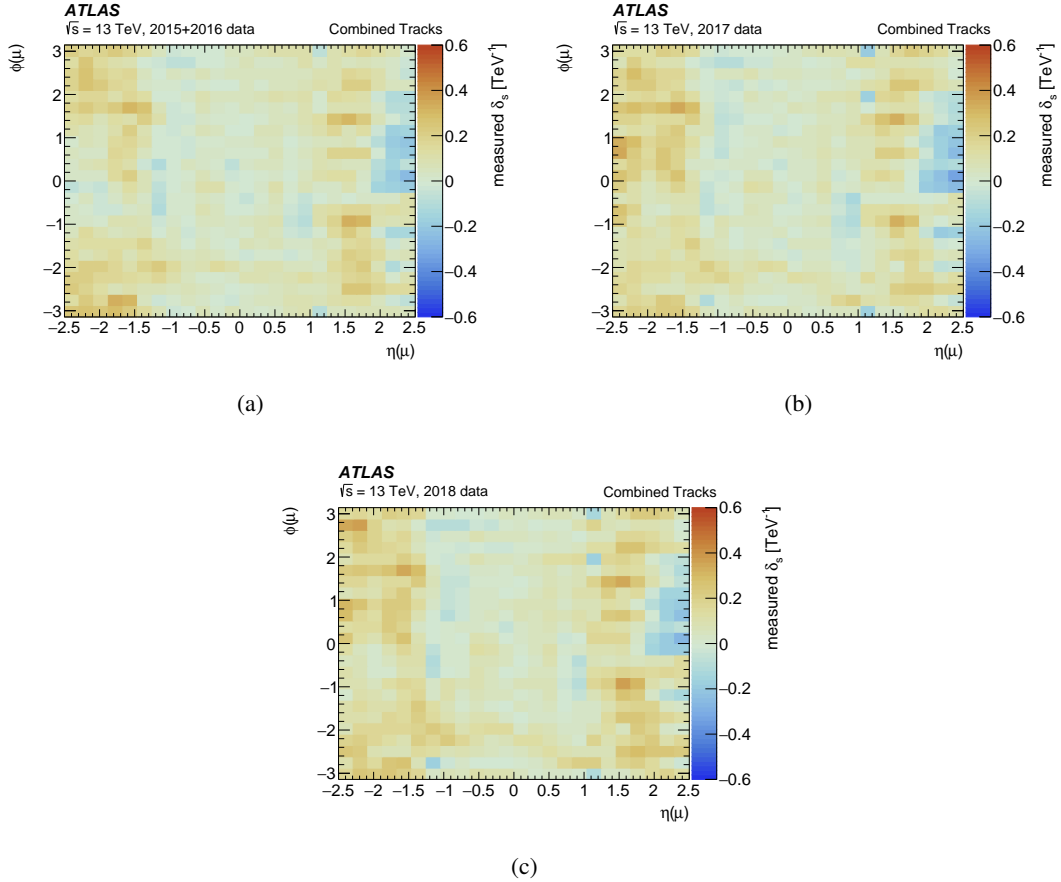 ATLAS
√s = 13 TeV, 2015+2016 data Combined Tracks
ϕ(μ)
3
2
1
0
−1
−2
−3
−2.5 −2 −1.5 −1 −0.5 0 0.5 1 1.5 2 2.5
η(μ)
0.6
0.4
0.2
0
−0.2
−0.4
−0.6
measured δs [TeV-1]
(a)
ATLAS
√s = 13 TeV, 2017 data Combined Tracks
ϕ(μ)
3
2
1
0
−1
−2
−3
−2.5 −2 −1.5 −1 −0.5 0 0.5 1 1.5 2 2.5
η(μ)
0.6
0.4
0.2
0
−0.2
−0.4
−0.6
measured δs [TeV-1]
(b)
ATLAS
√s = 13 TeV, 2018 data Combined Tracks
ϕ(μ)
3
2
1
0
−1
−2
−3
−2.5 −2 −1.5 −1 −0.5 0 0.5 1 1.5 2 2.5
η(μ)
0.6
0.4
0.2
0
−0.2
−0.4
−0.6
measured δs [TeV-1]
(c)